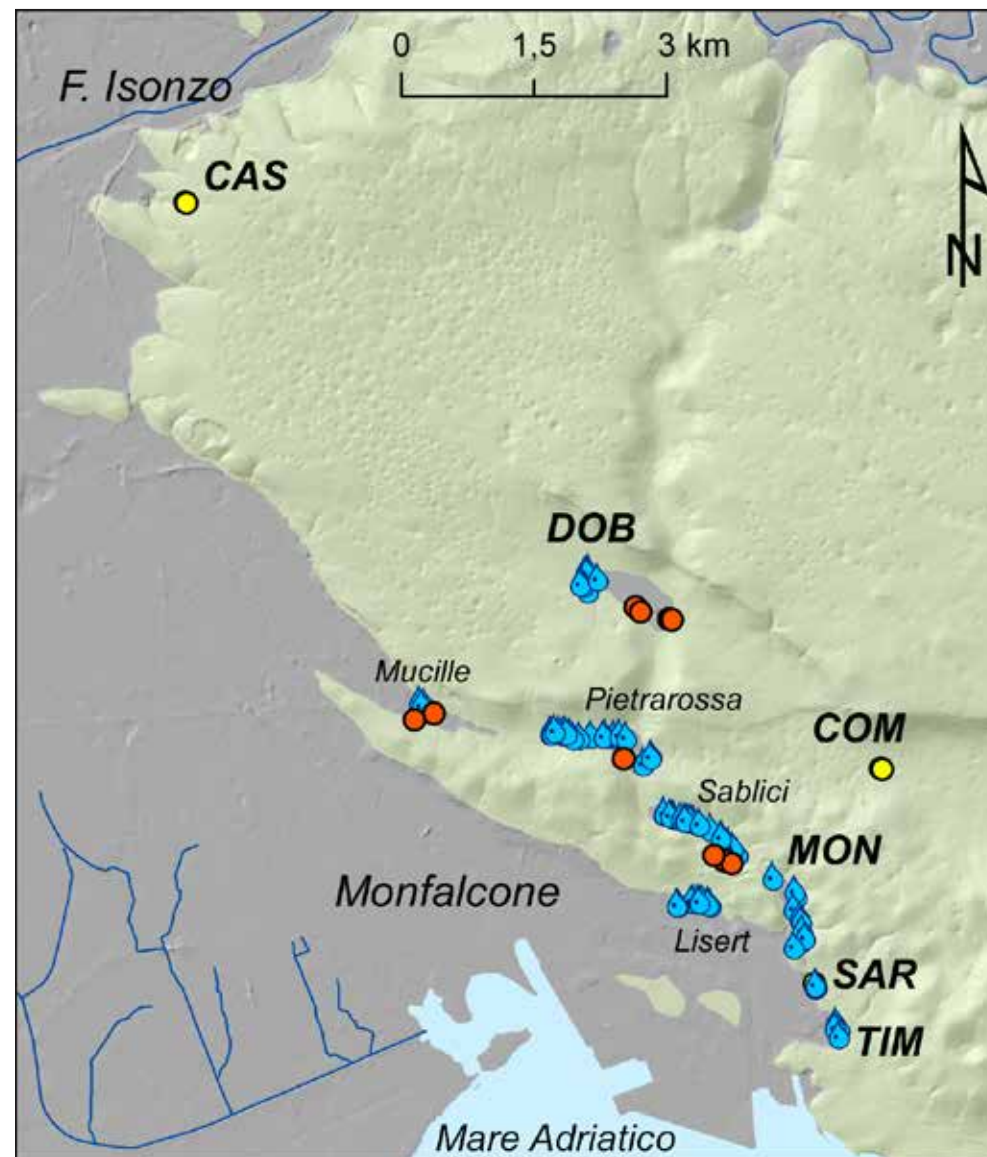 0 1,5 3 km
F. Isonzo
CAS
N
DOB
Mucille
Pietrarossa
COM
Sablici
MON
Monfalcone
Lisert
SAR
TIM
Mare Adriatico